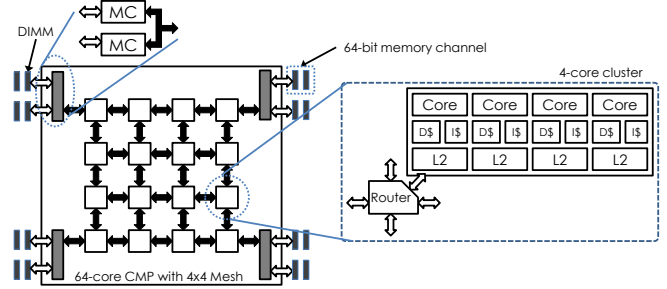 MC
DIMM
MC
64-bit memory channel
4-core cluster
Core Core Core Core
D$ I$ D$ I$ D$ I$ D$ I$
L2 L2 L2 L2
Router
64-core CMP with 4x4 Mesh